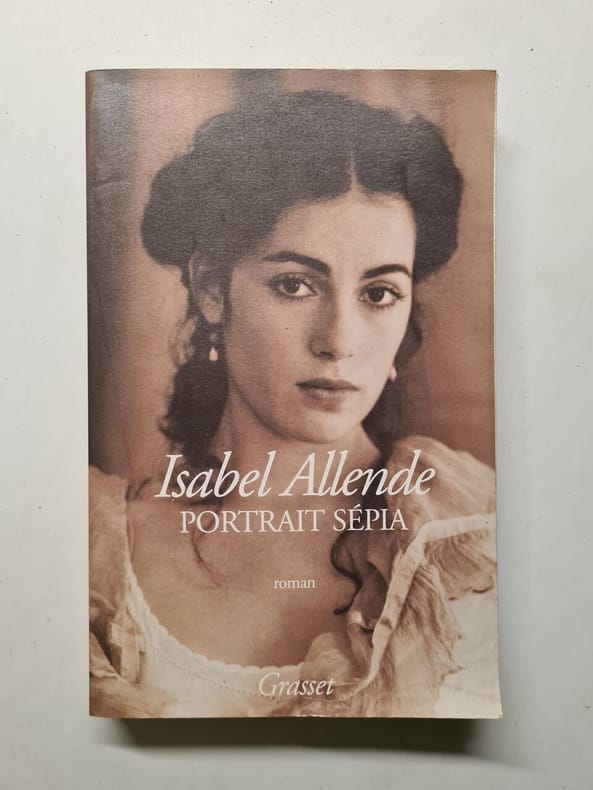 Isabel Allende
PORTRAIT SÉPIA
roman
Grasset